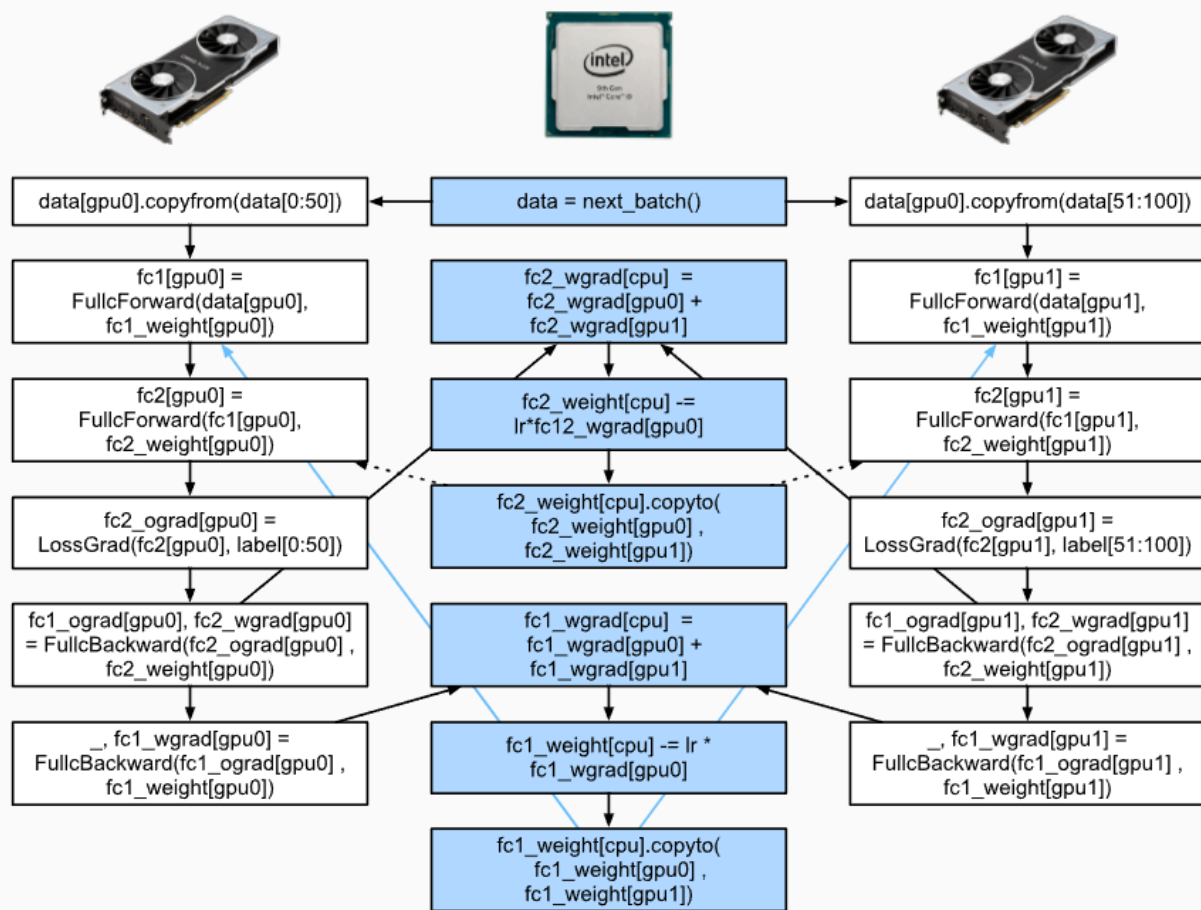 intel
9th Gen
Intel® Core™ i9
data[gpu0].copyfrom(data[0:50])
data = next_batch()
data[gpu0].copyfrom(data[51:100])
fc1[gpu0] =
FullcForward(data[gpu0],
fc1_weight[gpu0])
fc2_wgrad[cpu] =
fc2_wgrad[gpu0] +
fc2_wgrad[gpu1]
fc1[gpu1] =
FullcForward(data[gpu1],
fc1_weight[gpu1])
fc2[gpu0] =
FullcForward(fc1[gpu0],
fc2_weight[gpu0])
fc2_weight[cpu] -=
lr*fc12_wgrad[gpu0]
fc2[gpu1] =
FullcForward(fc1[gpu1],
fc2_weight[gpu1])
fc2_ograd[gpu0] =
LossGrad(fc2[gpu0], label[0:50])
fc2_weight[cpu].copyto(
fc2_weight[gpu0] ,
fc2_weight[gpu1])
fc2_ograd[gpu1] =
LossGrad(fc2[gpu1], label[51:100])
fc1_ograd[gpu0], fc2_wgrad[gpu0]
= FullcBackward(fc2_ograd[gpu0] ,
fc2_weight[gpu0])
fc1_wgrad[cpu] =
fc1_wgrad[gpu0] +
fc1_wgrad[gpu1]
fc1_ograd[gpu1], fc2_wgrad[gpu1]
= FullcBackward(fc2_ograd[gpu1] ,
fc2_weight[gpu1])
_, fc1_wgrad[gpu0] =
FullcBackward(fc1_ograd[gpu0] ,
fc1_weight[gpu0])
fc1_weight[cpu] -= lr *
fc1_wgrad[gpu0]
_, fc1_wgrad[gpu1] =
FullcBackward(fc1_ograd[gpu1] ,
fc1_weight[gpu1])
fc1_weight[cpu].copyto(
fc1_weight[gpu0] ,
fc1_weight[gpu1])